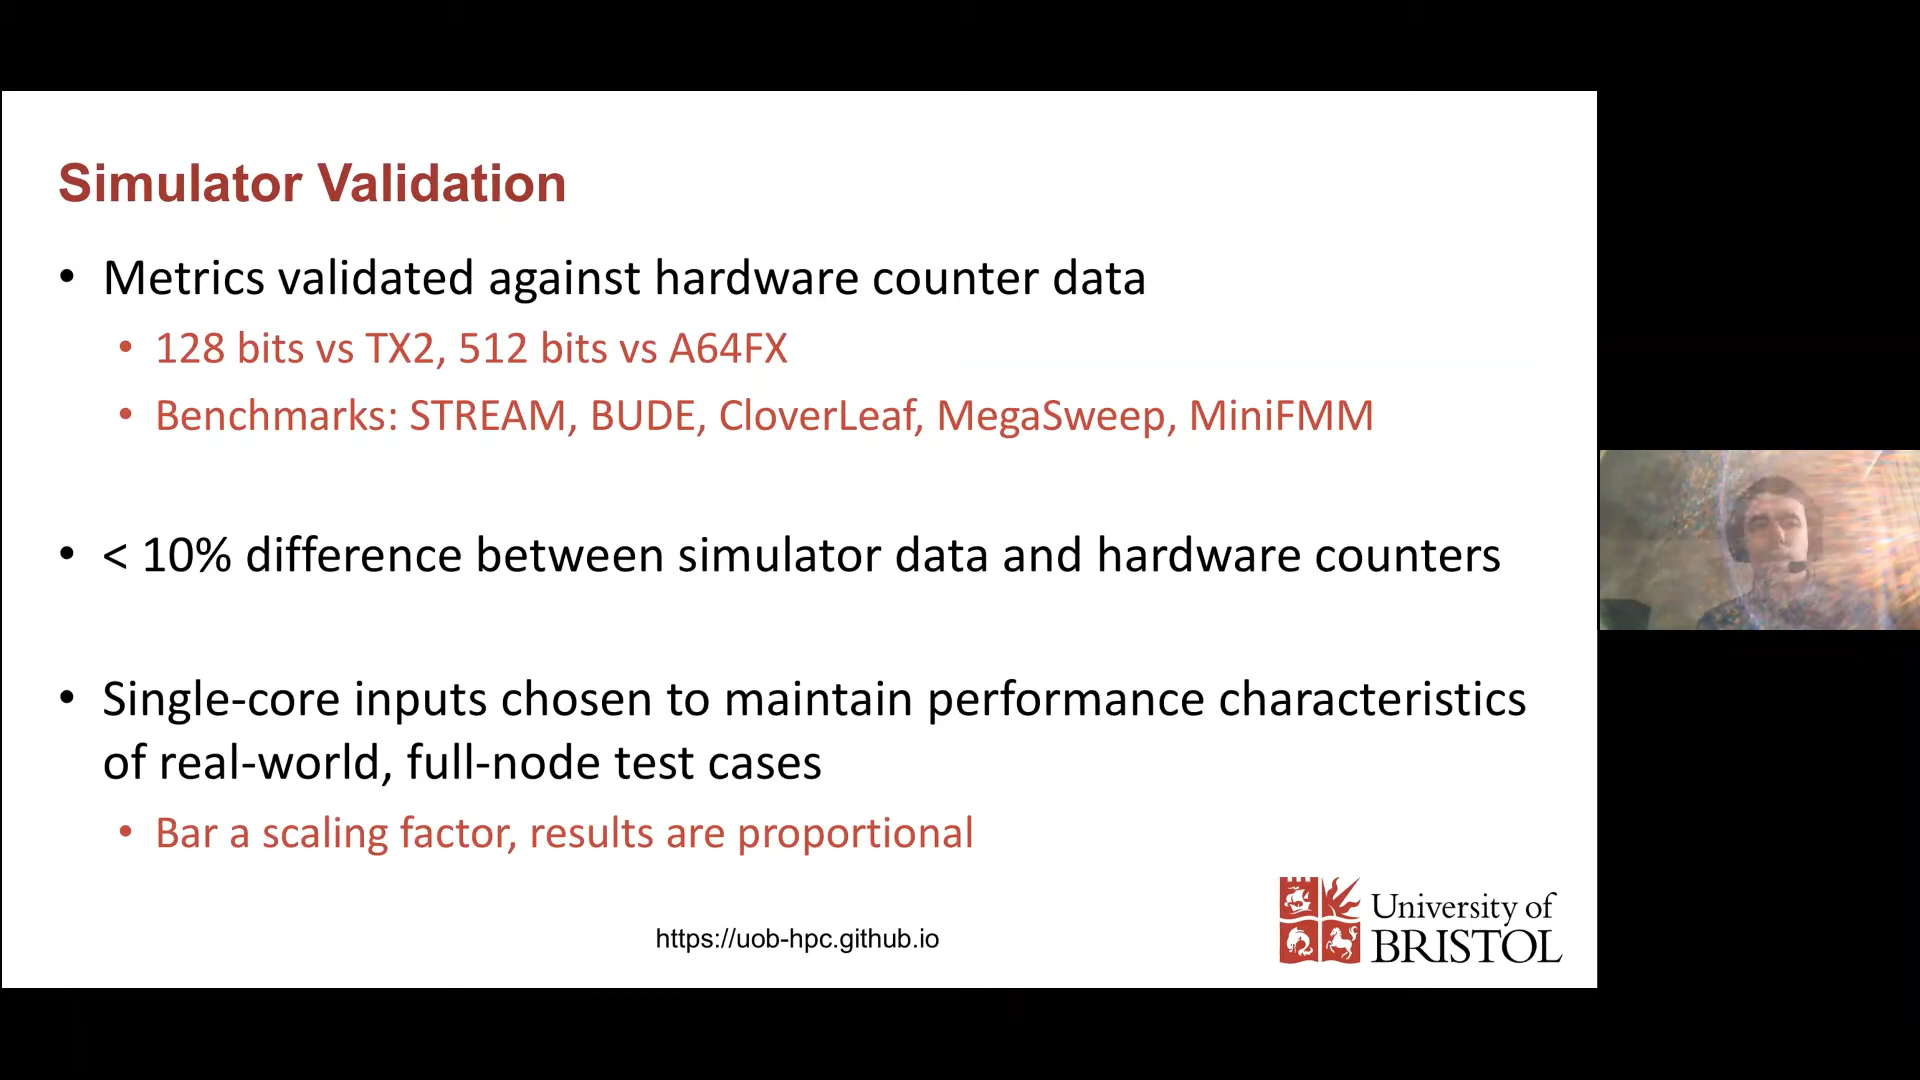 Simulator Validation
• Metrics validated against hardware counter data
• 128 bits vs TX2, 512 bits vs A64FX
• Benchmarks: STREAM, BUDE, CloverLeaf, MegaSweep, MiniFMM
• < 10% difference between simulator data and hardware counters
• Single-core inputs chosen to maintain performance characteristics
of real-world, full-node test cases
• Bar a scaling factor, results are proportional
https://uob-hpc.github.io
University of
BRISTOL